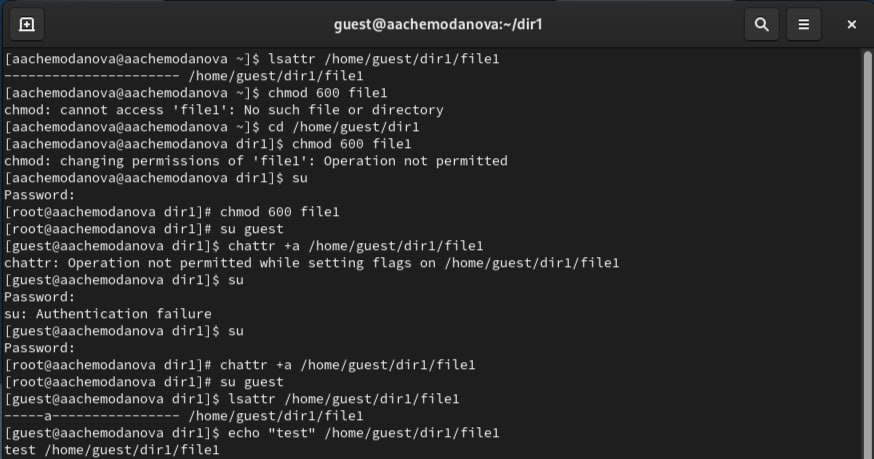 guest@aachemodanova:~/dir1
[aachemodanova@aachemodanova ~]$ lsattr /home/guest/dir1/file1
---------------------- /home/guest/dir1/file1
[aachemodanova@aachemodanova ~]$ chmod 600 file1
chmod: cannot access 'file1': No such file or directory
[aachemodanova@aachemodanova ~]$ cd /home/guest/dir1
[aachemodanova@aachemodanova dir1]$ chmod 600 file1
chmod: changing permissions of 'file1': Operation not permitted
[aachemodanova@aachemodanova dir1]$ su
Password:
[root@aachemodanova dir1]# chmod 600 file1
[root@aachemodanova dir1]# su guest
[guest@aachemodanova dir1]$ chattr +a /home/guest/dir1/file1
chattr: Operation not permitted while setting flags on /home/guest/dir1/file1
[guest@aachemodanova dir1]$ su
Password:
su: Authentication failure
[guest@aachemodanova dir1]$ su
Password:
[root@aachemodanova dir1]# chattr +a /home/guest/dir1/file1
[root@aachemodanova dir1]# su guest
[guest@aachemodanova dir1]$ lsattr /home/guest/dir1/file1
-----a---------------- /home/guest/dir1/file1
[guest@aachemodanova dir1]$ echo "test" /home/guest/dir1/file1
test /home/guest/dir1/file1